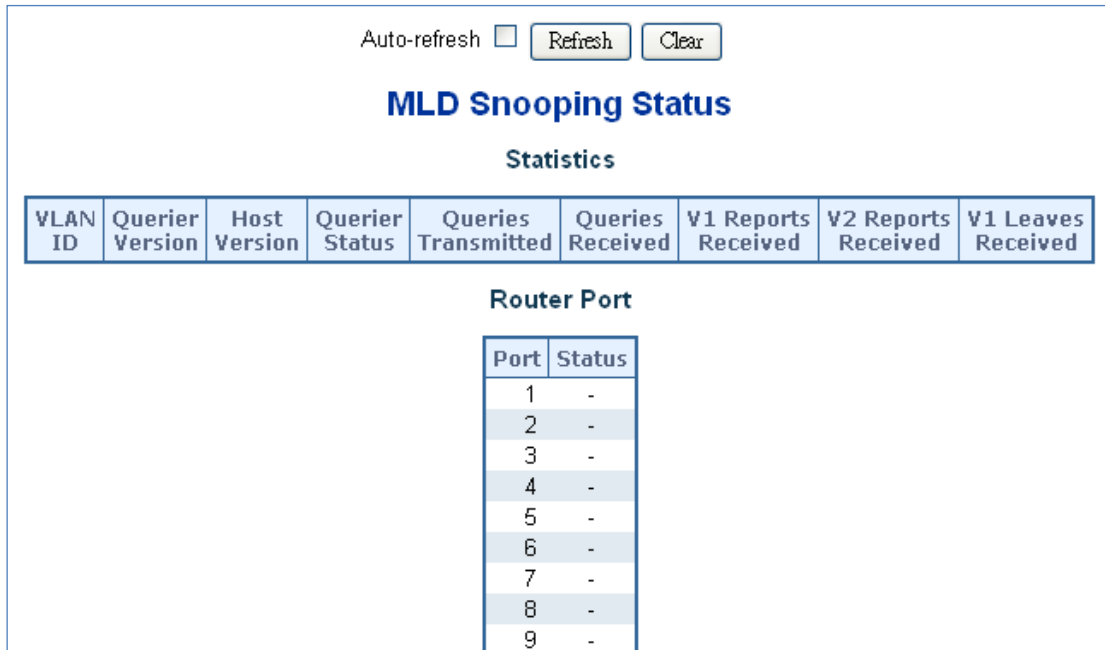 Auto-refresh Refresh Clear
MLD Snooping Status
Statistics
VLAN ID Querier Version Host Version Querier Status Queries Transmitted Queries Received V1 Reports Received V2 Reports Received V1 Leaves Received
Router Port
Port Status
1 -
2 -
3 -
4 -
5 -
6 -
7 -
8 -
9 -